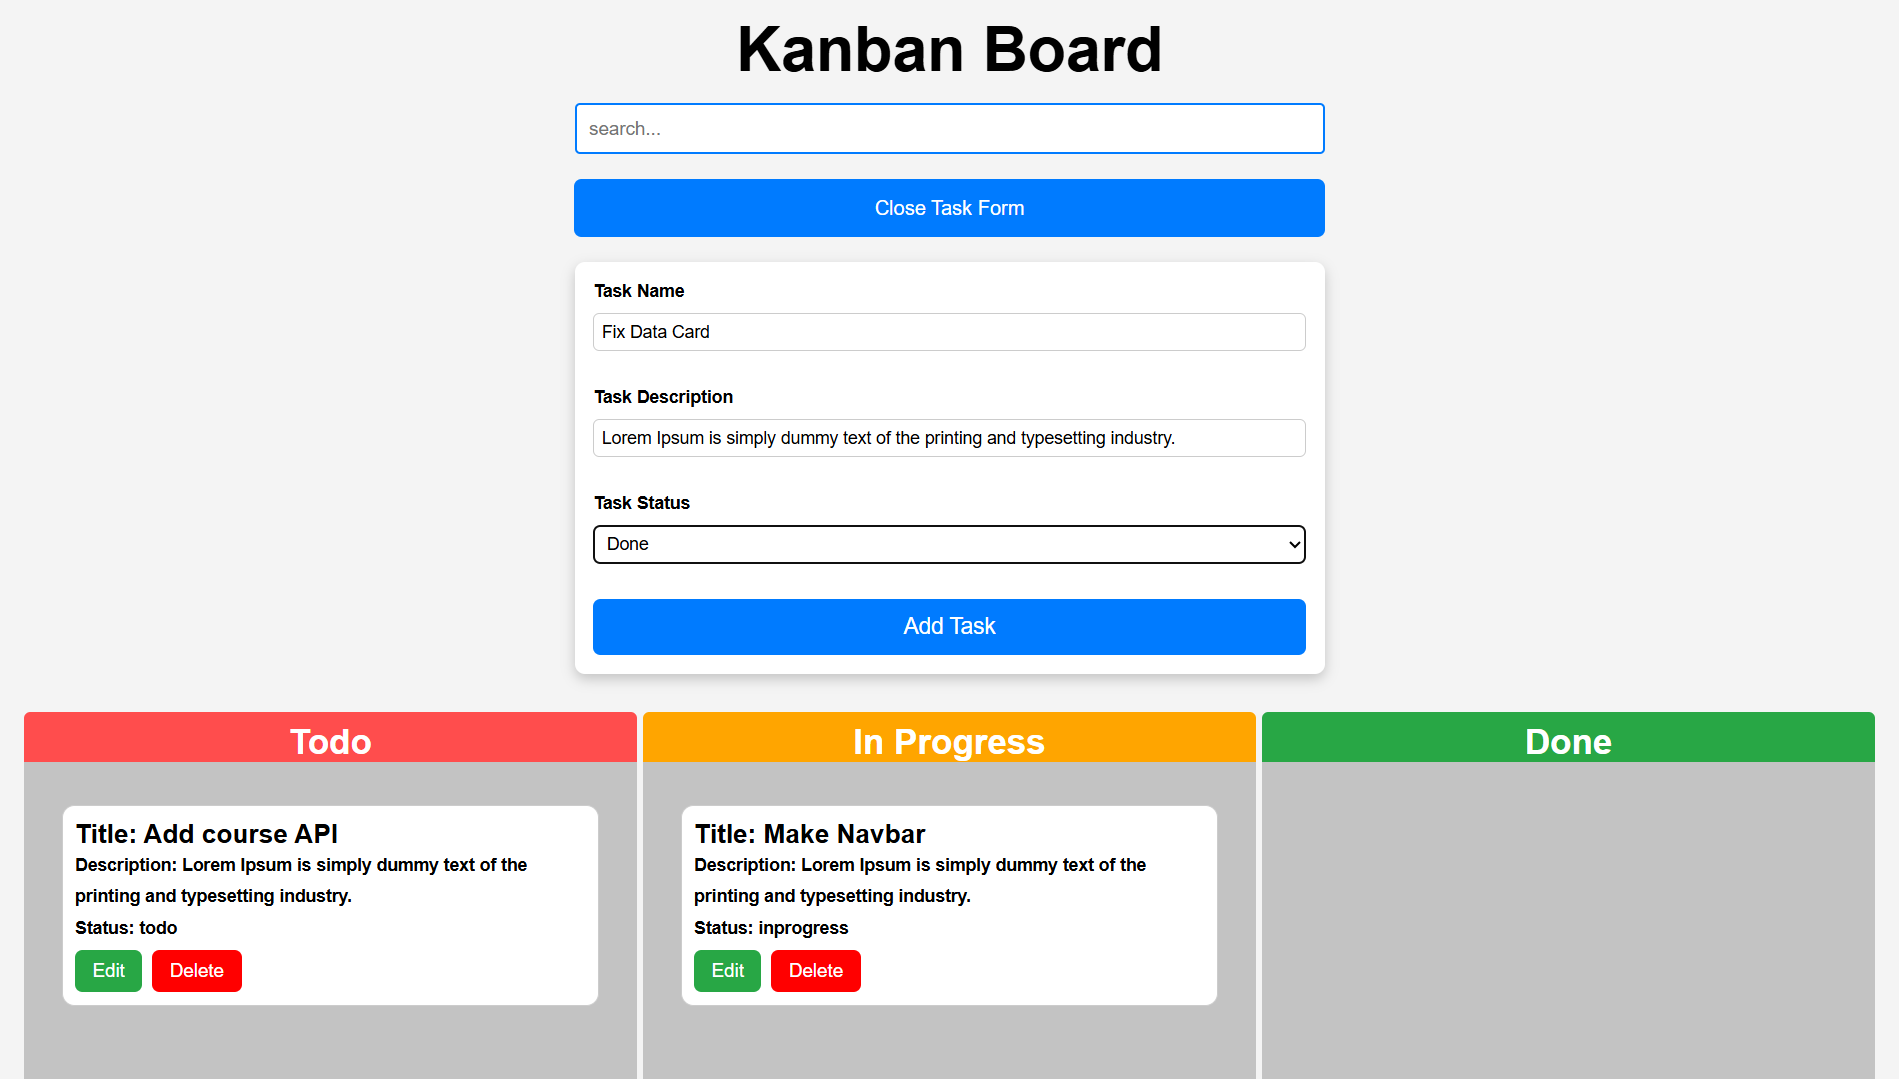 Kanban Board
search...
Close Task Form
Task Name
Fix Data Card
Task Description
Lorem Ipsum is simply dummy text of the printing and typesetting industry.
Task Status
Done
Add Task
Todo
In Progress
Done
Title: Add course API
Description: Lorem Ipsum is simply dummy text of the
printing and typesetting industry.
Status: todo
Edit
Delete
Title: Make Navbar
Description: Lorem Ipsum is simply dummy text of the
printing and typesetting industry.
Status: inprogress
Edit
Delete